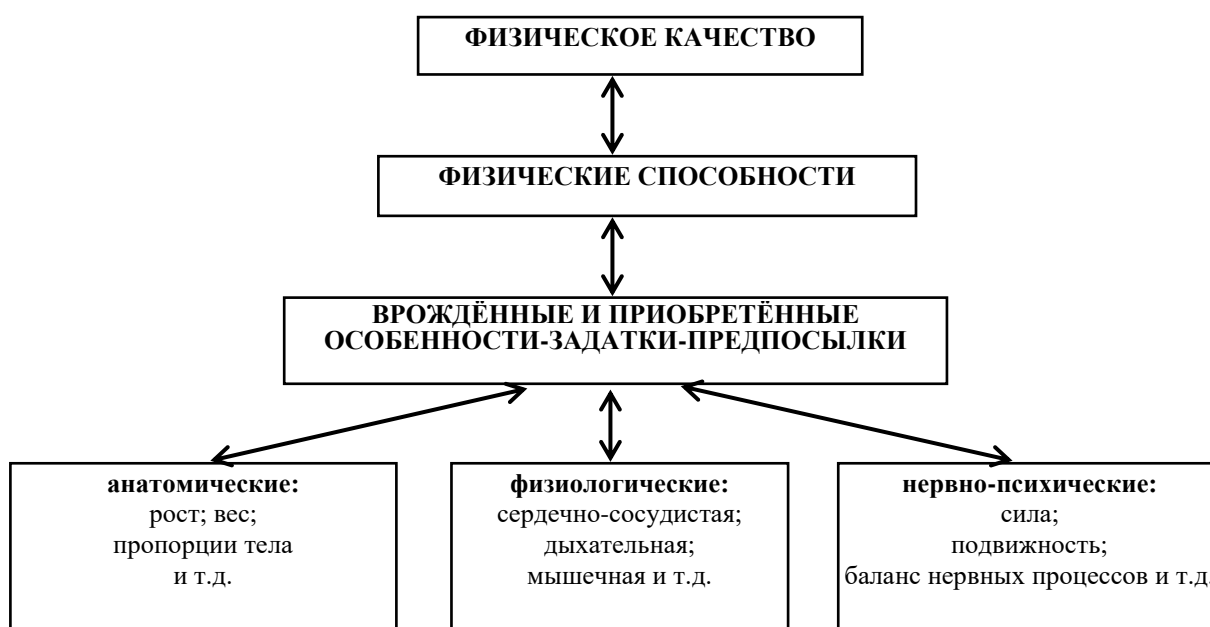 ФИЗИЧЕСКОЕ КАЧЕСТВО
ФИЗИЧЕСКИЕ СПОСОБНОСТИ
ВРОЖДЁННЫЕ И ПРИОБРЕТЁННЫЕ
ОСОБЕННОСТИ-ЗАДАТКИ-ПРЕДПОСЫЛКИ
анатомические:
рост; вес;
пропорции тела
и т.д.
физиологические:
сердечно-сосудистая;
дыхательная;
мышечная и т.д.
нервно-психические:
сила;
подвижность;
баланс нервных процессов и т.д.